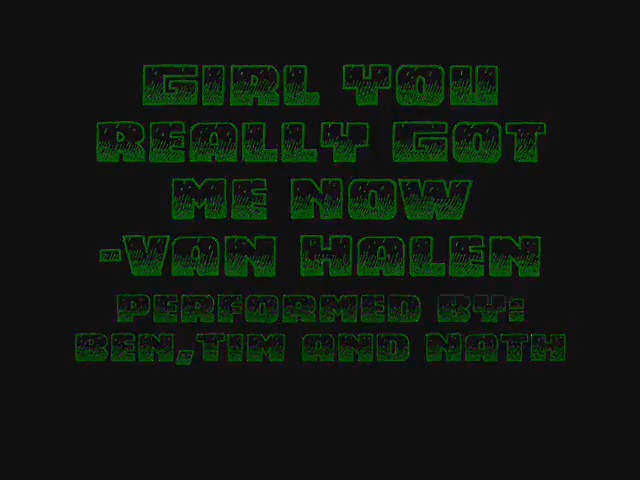 GIRL YOU
REALLY GOT
ME NOW
-VAN HALEN
PERFORMED BY:
BEN,TIM AND NATH